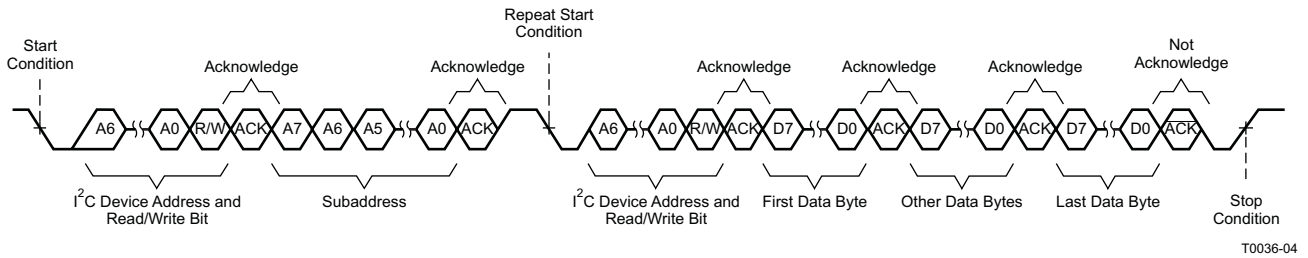 Repeat Start
Condition
Start
Condition
Acknowledge
Acknowledge
Acknowledge
Acknowledge
Acknowledge
Not
Acknowledge
A6 A0 R/W ACK A7 A6 A5 A0 ACK A6 A0 R/W ACK D7 D0 ACK D7 D0 ACK D7 D0 ACK
I²C Device Address and
Read/Write Bit
Subaddress
I²C Device Address and
Read/Write Bit
First Data Byte
Other Data Bytes
Last Data Byte
Stop
Condition
T0036-04